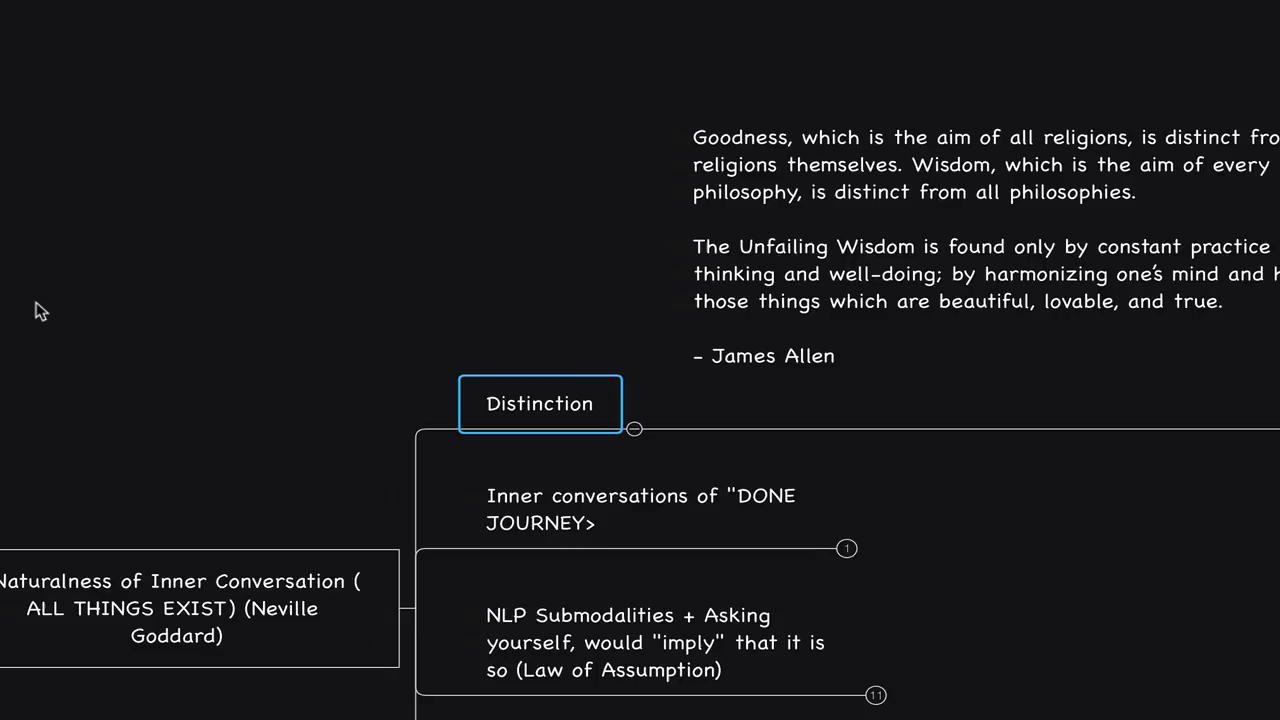 Goodness, which is the aim of all religions, is distinct fro
religions themselves. Wisdom, which is the aim of every
philosophy, is distinct from all philosophies.
The Unfailing Wisdom is found only by constant practice
thinking and well-doing; by harmonizing one's mind and h
those things which are beautiful, lovable, and true.
- James Allen
Distinction
Inner conversations of "DONE
JOURNEY>
1
Naturalness of Inner Conversation (
ALL THINGS EXIST) (Neville
Goddard)
NLP Submodalities + Asking
yourself, would "imply" that it is
so (Law of Assumption)
11